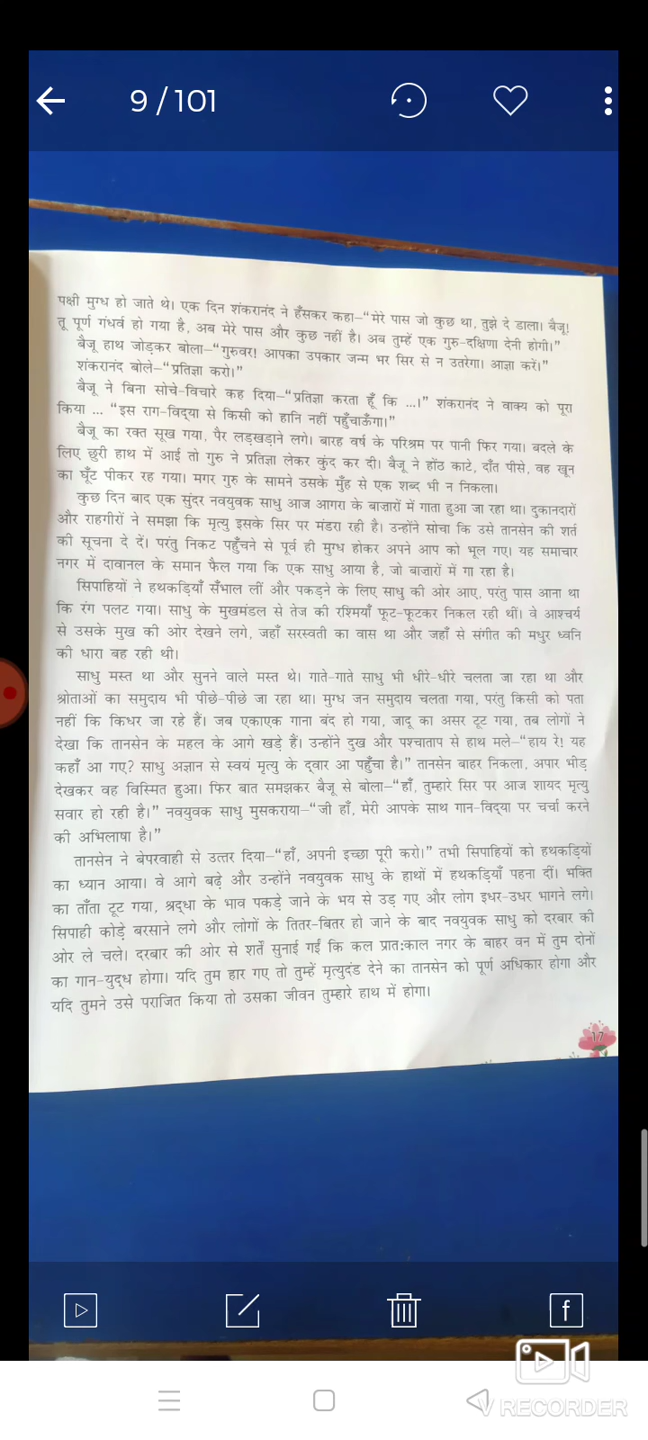 9 / 101
पक्षी मुग्ध हो जाते थे। एक दिन शंकरानंद ने हँसकर कहा–“मेरे पास जो कुछ था, तुझे दे डाला। बैजू!
तू पूर्ण गंधर्व हो गया है, अब मेरे पास और कुछ नहीं है। अब तुम्हें एक गुरु-दक्षिणा देनी होगी।”
बैजू हाथ जोड़कर बोला–“गुरुवर! आपका उपकार जन्म भर सिर से न उतरेगा। आज्ञा करें।”
शंकरानंद बोले–“प्रतिज्ञा करो।”
बैजू ने बिना सोचे-विचारे कह दिया–“प्रतिज्ञा करता हूँ कि ...।” शंकरानंद ने वाक्य को पूरा
किया ... “इस राग-विद्या से किसी को हानि नहीं पहुँचाऊँगा।”
बैजू का रक्त सूख गया, पैर लड़खड़ाने लगे। बारह वर्ष के परिश्रम पर पानी फिर गया। बदले के
लिए छुरी हाथ में आई तो गुरु ने प्रतिज्ञा लेकर कुंद कर दी। बैजू ने होंठ काटे, दाँत पीसे, वह खून
का घूँट पीकर रह गया। मगर गुरु के सामने उसके मुँह से एक शब्द भी न निकला।
कुछ दिन बाद एक सुंदर नवयुवक साधु आज आगरा के बाज़ारों में गाता हुआ जा रहा था। दुकानदारों
और राहगीरों ने समझा कि मृत्यु इसके सिर पर मंडरा रही है। उन्होंने सोचा कि उसे तानसेन की शर्त
की सूचना दे दें। परंतु निकट पहुँचने से पूर्व ही मुग्ध होकर अपने आप को भूल गए। यह समाचार
नगर में दावानल के समान फैल गया कि एक साधु आया है, जो बाज़ारों में गा रहा है।
सिपाहियों ने हथकड़ियाँ सँभाल लीं और पकड़ने के लिए साधु की ओर आए, परंतु पास आना था
कि रंग पलट गया। साधु के मुखमंडल से तेज की रश्मियाँ फूट-फूटकर निकल रही थीं। वे आश्चर्य
से उसके मुख की ओर देखने लगे, जहाँ सरस्वती का वास था और जहाँ से संगीत की मधुर ध्वनि
की धारा बह रही थी।
साधु मस्त था और सुनने वाले मस्त थे। गाते-गाते साधु भी धीरे-धीरे चलता जा रहा था और
श्रोताओं का समुदाय भी पीछे-पीछे जा रहा था। मुग्ध जन समुदाय चलता गया, परंतु किसी को पता
नहीं कि किधर जा रहे हैं। जब एकाएक गाना बंद हो गया, जादू का असर टूट गया, तब लोगों ने
देखा कि तानसेन के महल के आगे खड़े हैं। उन्होंने दुख और पश्चाताप से हाथ मले–“हाय रे! यह
कहाँ आ गए? साधु अज्ञान से स्वयं मृत्यु के द्वार आ पहुँचा है।” तानसेन बाहर निकला, अपार भीड़
देखकर वह विस्मित हुआ। फिर बात समझकर बैजू से बोला–“हाँ, तुम्हारे सिर पर आज शायद मृत्यु
सवार हो रही है।” नवयुवक साधु मुसकराया–“जी हाँ, मेरी आपके साथ गान-विद्या पर चर्चा करने
की अभिलाषा है।”
तानसेन ने बेपरवाही से उत्तर दिया–“हाँ, अपनी इच्छा पूरी करो।” तभी सिपाहियों को हथकड़ियों
का ध्यान आया। वे आगे बढ़े और उन्होंने नवयुवक साधु के हाथों में हथकड़ियाँ पहना दीं। भक्ति
का ताँता टूट गया, श्रद्धा के भाव पकड़े जाने के भय से उड़ गए और लोग इधर-उधर भागने लगे।
सिपाही कोड़े बरसाने लगे और लोगों के तितर-बितर हो जाने के बाद नवयुवक साधु को दरबार की
ओर ले चले। दरबार की ओर से शर्तें सुनाई गईं कि कल प्रात:काल नगर के बाहर वन में तुम दोनों
का गान-युद्ध होगा। यदि तुम हार गए तो तुम्हें मृत्युदंड देने का तानसेन को पूर्ण अधिकार होगा और
यदि तुमने उसे पराजित किया तो उसका जीवन तुम्हारे हाथ में होगा।
17
f
V RECORDER